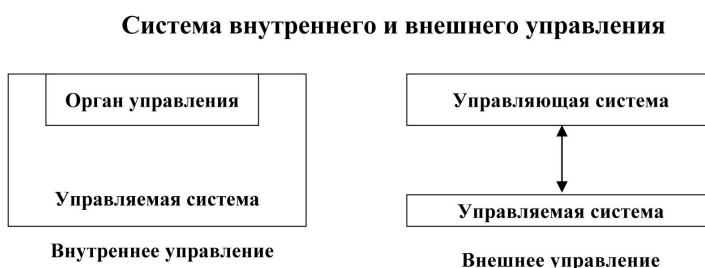 Система внутреннего и внешнего управления
Орган управления
Управляемая система
Внутреннее управление
Управляющая система
Управляемая система
Внешнее управление